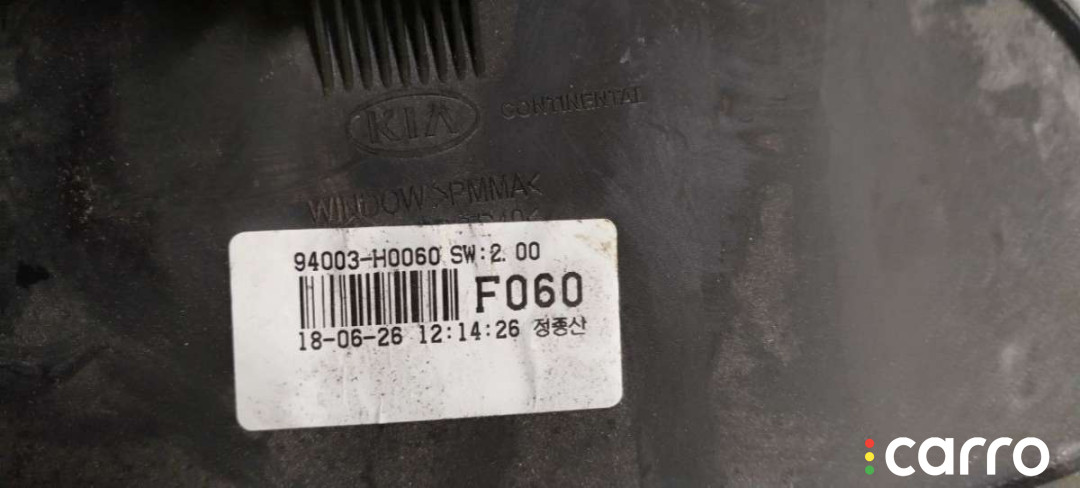 KIA CONTINENTAL
WINDOW >PMMA<
94003-H0060 SW:2.00
F060
18-06-26 12:14:26 정종산
carro